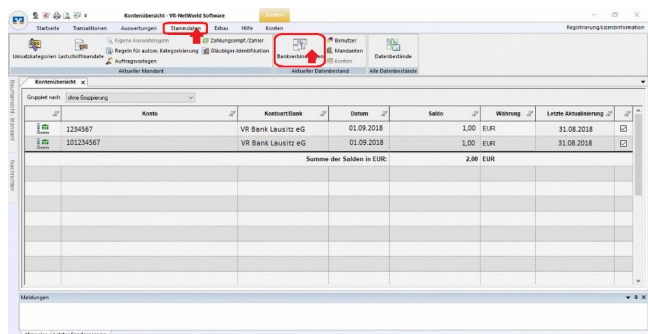 Kontenübersicht - VR-NetWorld Software
Startseite Transaktionen Auswertungen Stammdaten Extras Hilfe Konten Registrierung/Lizenzinformation
Umsatzkategorien Lastschriftmandate
Eigene Auswahlregeln
Regeln für autom. Kategorisierung
Auftragsvorlagen
Zahlungsempf./Zahler
Gläubiger-Identifikation
Bankverbindungen
Benutzer
Mandanten
Konten
Datenbestände
Aktueller Mandant Aktueller Datenbestand Alle Datenbestände
Kontenübersicht x
Baumansicht: Mandant
Nachrichten
Gruppiert nach ohne Gruppierung
Konto Kontoart/Bank Datum Saldo Währung Letzte Aktualisierung
1234567 VR Bank Lausitz eG 01.09.2018 1,00 EUR 31.08.2018
101234567 VR Bank Lausitz eG 01.09.2018 1,00 EUR 31.08.2018
Summe der Salden in EUR: 2,00 EUR
Meldungen